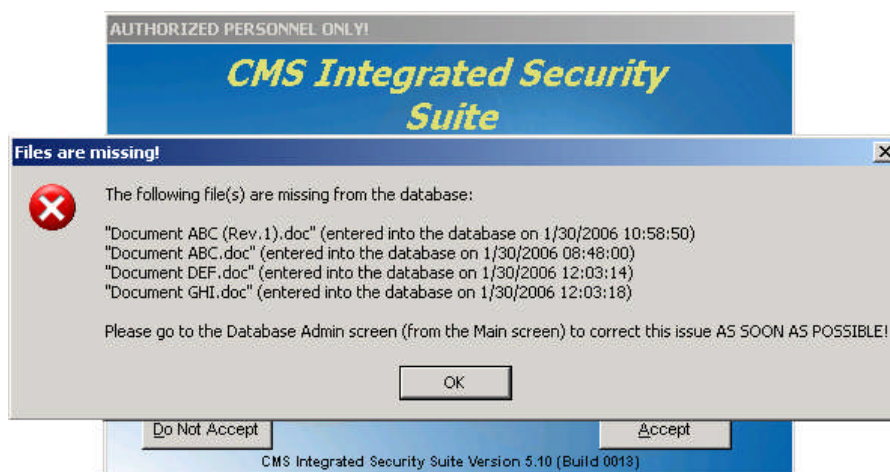 AUTHORIZED PERSONNEL ONLY!
CMS Integrated Security
Suite
Files are missing!
The following file(s) are missing from the database:
"Document ABC (Rev.1).doc" (entered into the database on 1/30/2006 10:58:50)
"Document ABC.doc" (entered into the database on 1/30/2006 08:48:00)
"Document DEF.doc" (entered into the database on 1/30/2006 12:03:14)
"Document GHI.doc" (entered into the database on 1/30/2006 12:03:18)
Please go to the Database Admin screen (from the Main screen) to correct this issue AS SOON AS POSSIBLE!
OK
Do Not Accept
Accept
CMS Integrated Security Suite Version 5.10 (Build 0013)